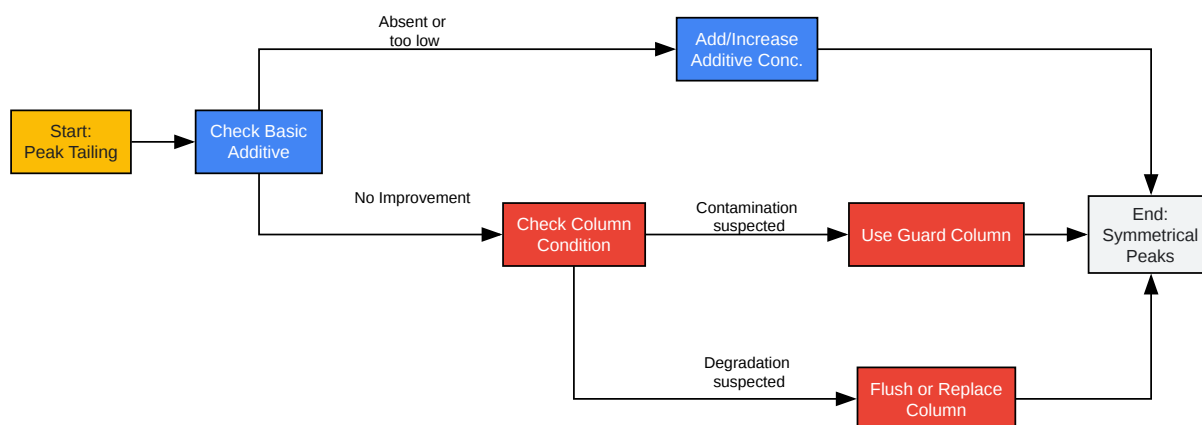 Absent or
too low
Add/Increase
Additive Conc.
Start:
Peak Tailing
Check Basic
Additive
No Improvement
Check Column
Condition
Contamination
suspected
Use Guard Column
End:
Symmetrical
Peaks
Degradation
suspected
Flush or Replace
Column